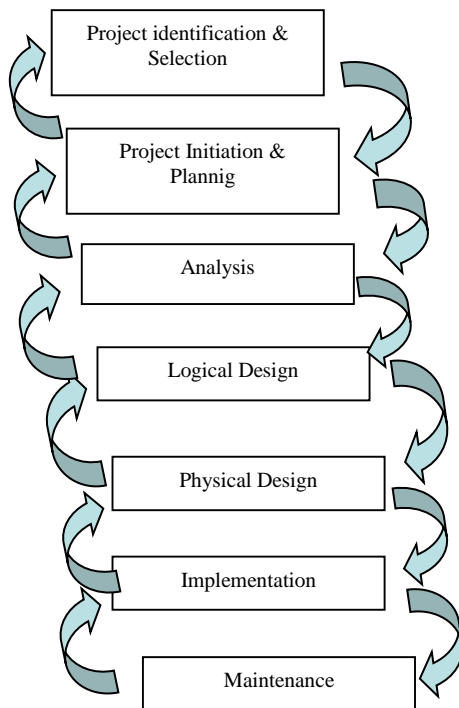 Project identification &
Selection
Project Initiation &
Plannig
Analysis
Logical Design
Physical Design
Implementation
Maintenance